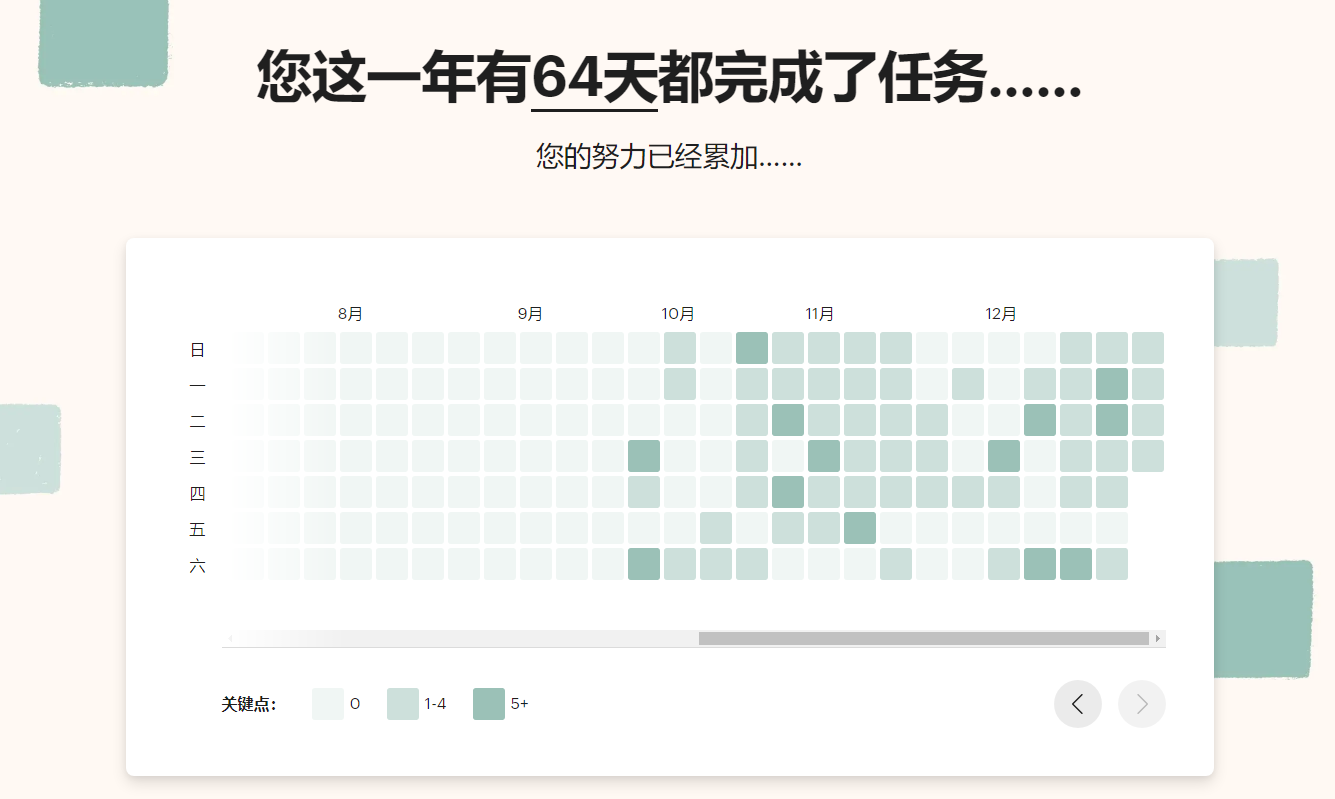 您这一年有64天都完成了任务……
您的努力已经累加……
8月 9月 10月 11月 12月
日
一
二
三
四
五
六
关键点： 0 1-4 5+